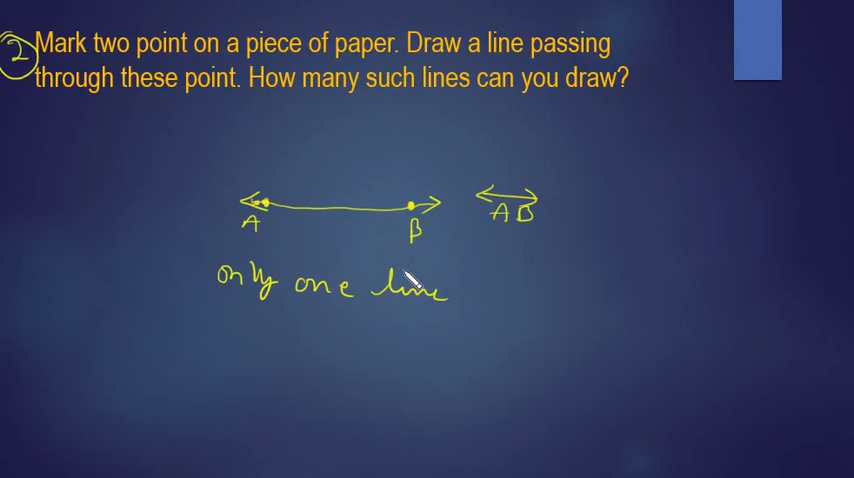 2
Mark two point on a piece of paper. Draw a line passing
through these point. How many such lines can you draw?
A B
AB
only one line